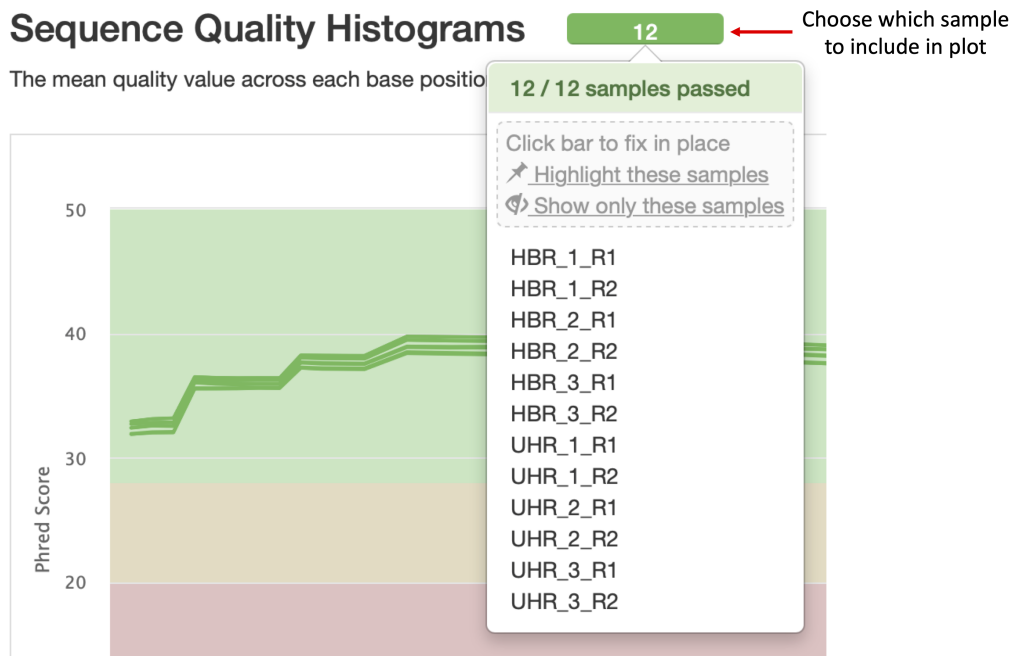 Sequence Quality Histograms
12
Choose which sample
to include in plot
The mean quality value across each base positio
12 / 12 samples passed
Click bar to fix in place
Highlight these samples
Show only these samples
HBR_1_R1
HBR_1_R2
HBR_2_R1
HBR_2_R2
HBR_3_R1
HBR_3_R2
UHR_1_R1
UHR_1_R2
UHR_2_R1
UHR_2_R2
UHR_3_R1
UHR_3_R2
50
40
30
20
Phred Score